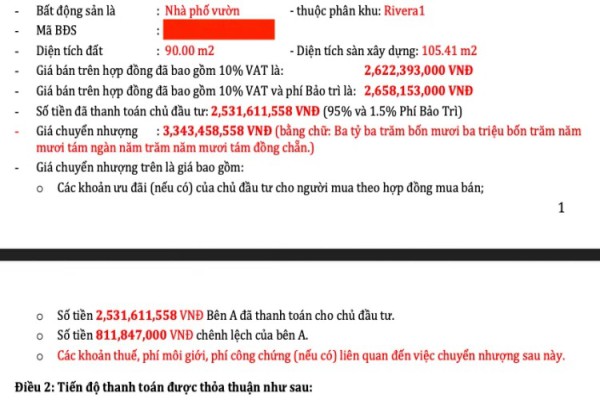 - Bất động sản là : Nhà phố vườn - thuộc phân khu: Rivera1
- Mã BĐS :
- Diện tích đất : 90.00 m2 - Diện tích sàn xây dựng: 105.41 m2
- Giá bán trên hợp đồng đã bao gồm 10% VAT là: 2,622,393,000 VNĐ
- Giá bán trên hợp đồng đã bao gồm 10% VAT và phí Bảo trì là: 2,658,153,000 VNĐ
- Số tiền đã thanh toán chủ đầu tư: 2,531,611,558 VNĐ (95% và 1.5% Phí Bảo Trì)
- Giá chuyển nhượng : 3,343,458,558 VNĐ (bằng chữ: Ba tỷ ba trăm bốn mươi ba triệu bốn trăm năm
mươi tám ngàn năm trăm năm mươi tám đồng chẵn.)
- Giá chuyển nhượng trên là giá bao gồm:
o Các khoản ưu đãi (nếu có) của chủ đầu tư cho người mua theo hợp đồng mua bán;
1
o Số tiền 2,531,611,558 VNĐ Bên A đã thanh toán cho chủ đầu tư.
o Số tiền 811,847,000 VNĐ chênh lệch của bên A.
o Các khoản thuế, phí môi giới, phí công chứng (nếu có) liên quan đến việc chuyển nhượng sau này.
Điều 2: Tiến độ thanh toán được thỏa thuận như sau: